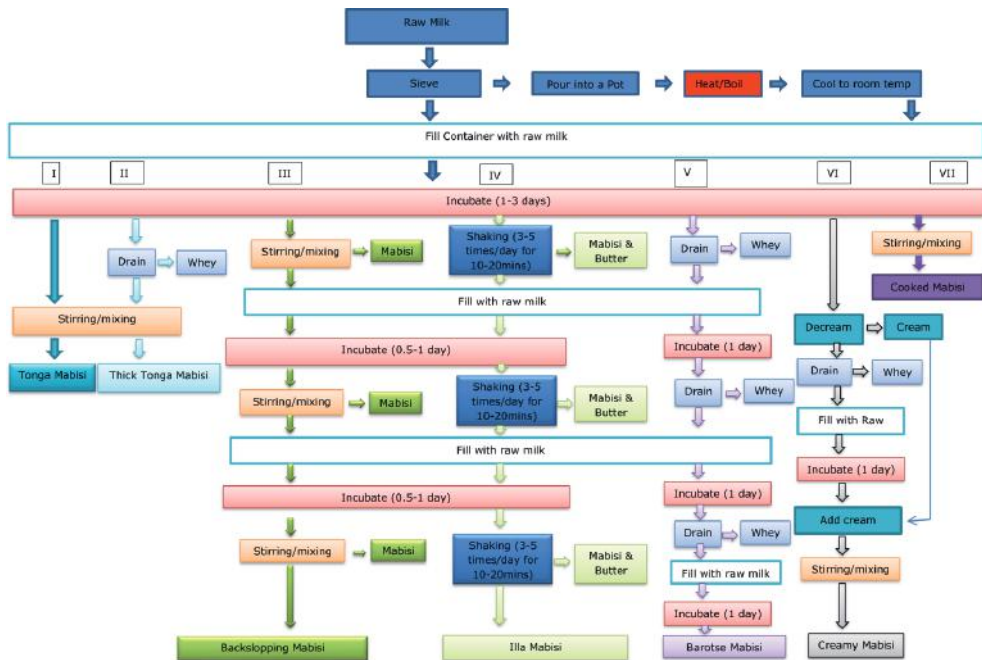 Raw Milk
Sieve
Pour into a Pot
Heat/Boil
Cool to room temp
Fill Container with raw milk
I
II
III
IV
V
VI
VII
Incubate (1-3 days)
Drain
Whey
Stirring/mixing
Tonga Mabisi
Thick Tonga Mabisi
Stirring/mixing
Mabisi
Shaking (3-5
times/day for
10-20mins)
Mabisi &
Butter
Drain
Whey
Stirring/mixing
Cooked Mabisi
Fill with raw milk
Incubate (0.5-1 day)
Incubate (1 day)
Decream
Cream
Drain
Whey
Stirring/mixing
Mabisi
Shaking (3-5
times/day for
10-20mins)
Mabisi &
Butter
Drain
Whey
Fill with Raw
Fill with raw milk
Incubate (1 day)
Incubate (0.5-1 day)
Incubate (1 day)
Add cream
Stirring/mixing
Mabisi
Shaking (3-5
times/day for
10-20mins)
Mabisi &
Butter
Drain
Whey
Fill with raw milk
Stirring/mixing
Incubate (1 day)
Backslopping Mabisi
Illa Mabisi
Barotse Mabisi
Creamy Mabisi